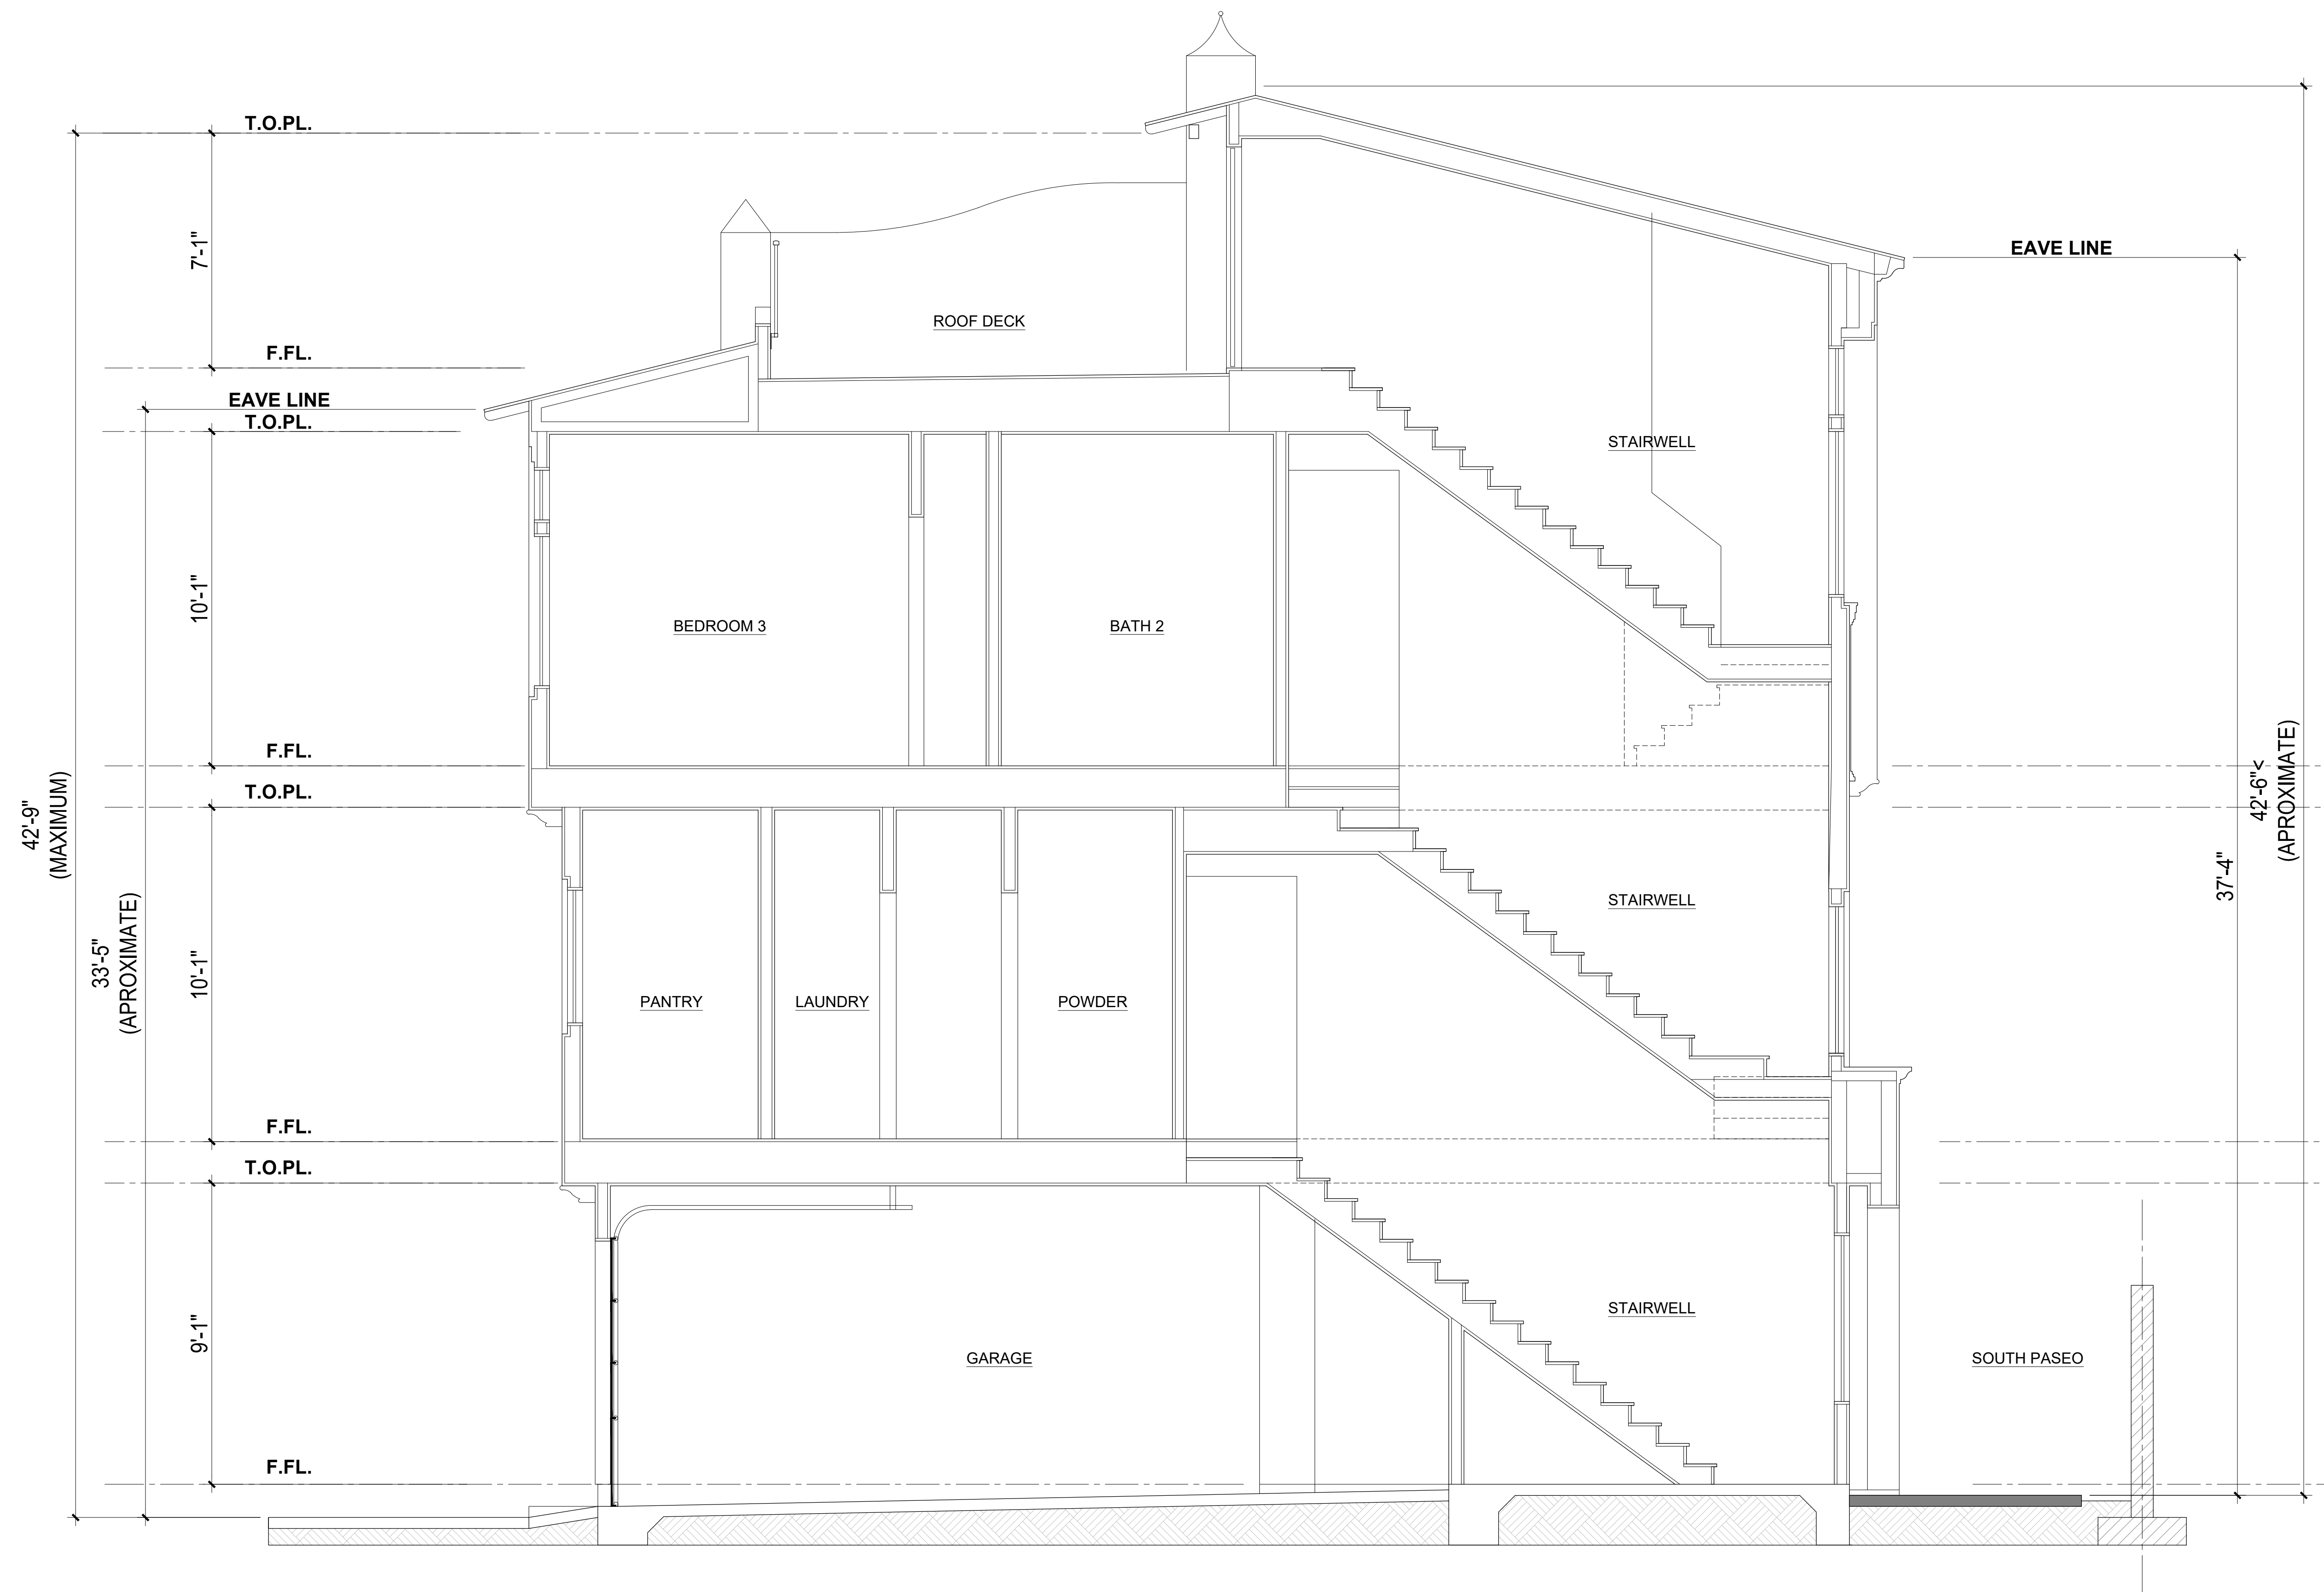 T.O.PL.
7'-1"
F.FL.
EAVE LINE
T.O.PL.
10'-1"
F.FL.
T.O.PL.
10'-1"
F.FL.
T.O.PL.
9'-1"
F.FL.
42'-9"
(MAXIMUM)
33'-5"
(APROXIMATE)
ROOF DECK
STAIRWELL
BEDROOM 3
BATH 2
STAIRWELL
PANTRY
LAUNDRY
POWDER
STAIRWELL
GARAGE
SOUTH PASEO
EAVE LINE
37'-4"
42'-6"<
(APROXIMATE)